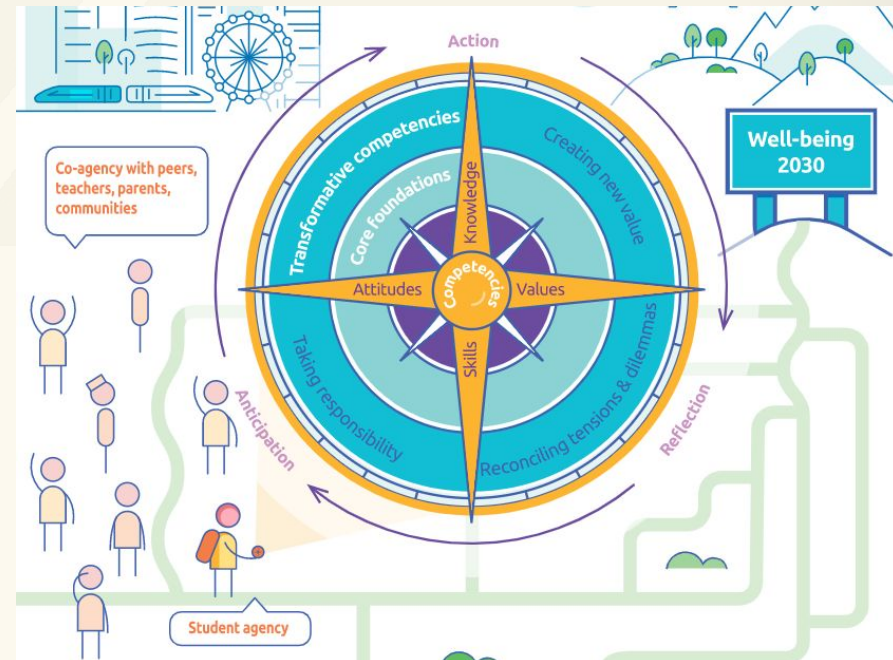 Action
Transformative competencies
Creating new value
Core foundations
Well-being
2030
Co-agency with peers,
teachers, parents,
communities
Knowledge
Attitudes
Competencies
Values
Skills
Taking responsibility
Reconciling tensions & dilemmas
Anticipation
Reflection
Student agency